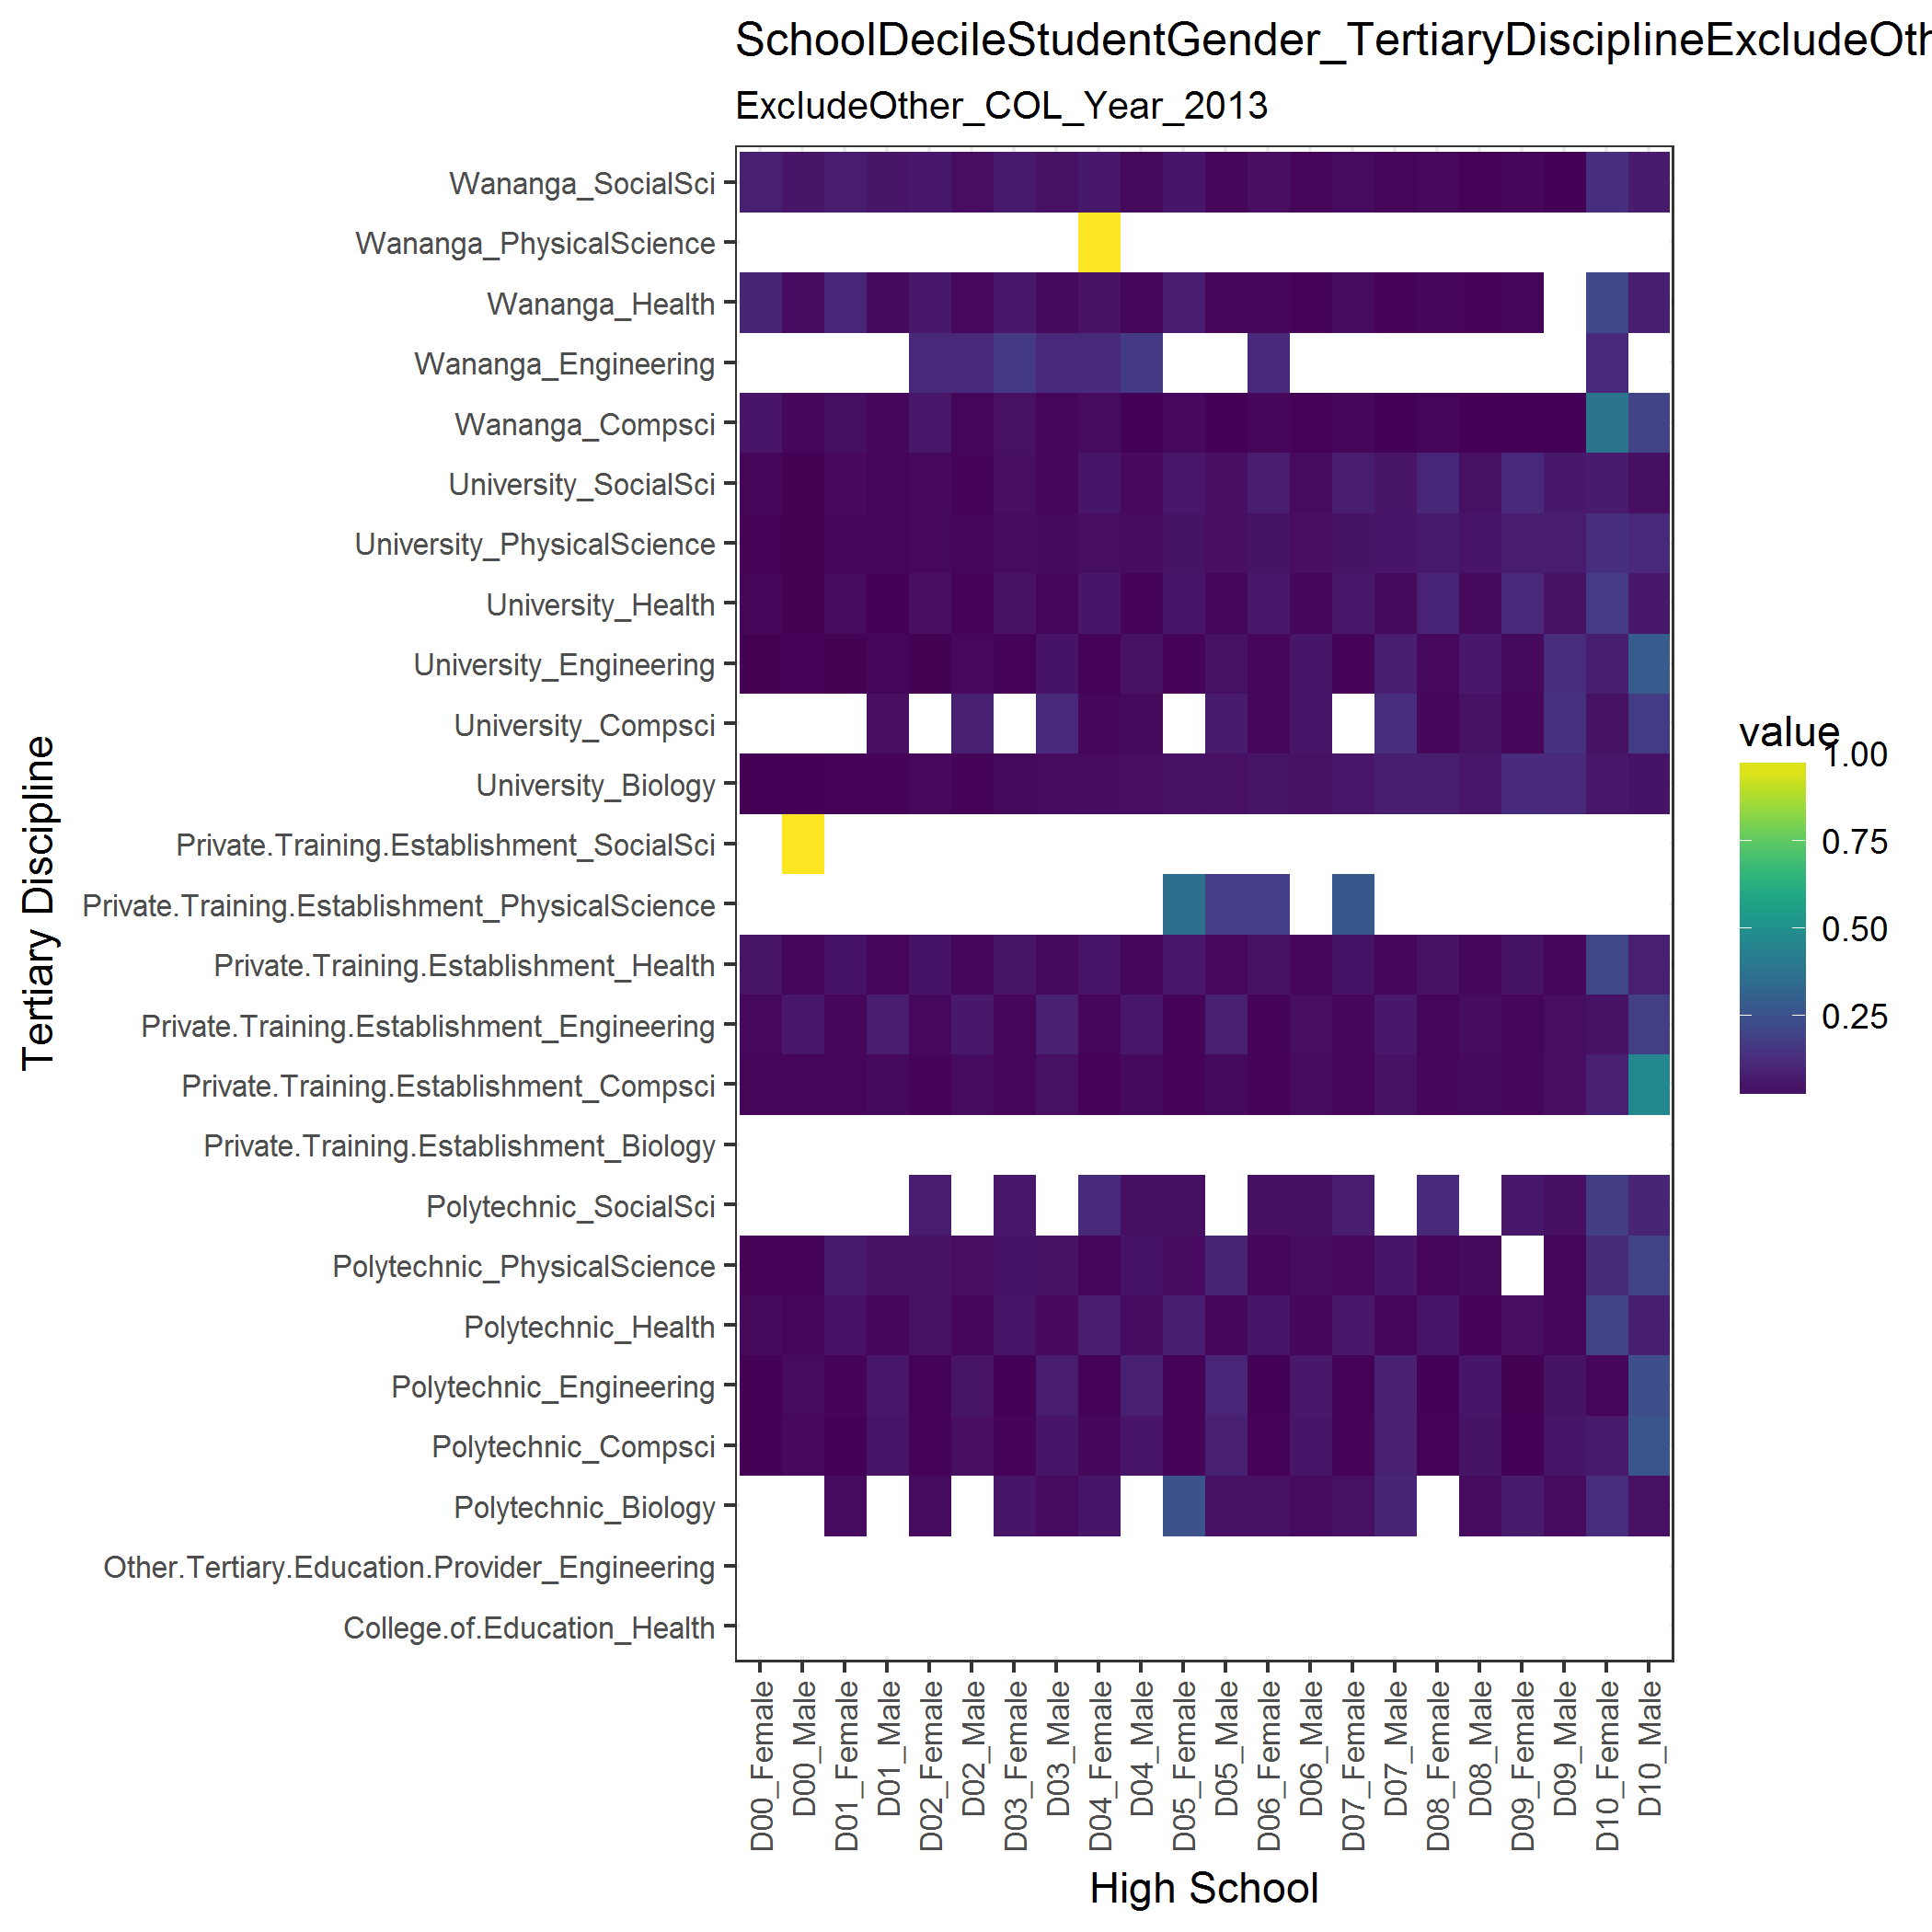 SchoolDecileStudentGender_TertiaryDisciplineExcludeOth
ExcludeOther_COL_Year_2013
Wananga_SocialSci
Wananga_PhysicalScience
Wananga_Health
Wananga_Engineering
Wananga_Compsci
University_SocialSci
University_PhysicalScience
University_Health
University_Engineering
University_Compsci
University_Biology
Private.Training.Establishment_SocialSci
Private.Training.Establishment_PhysicalScience
Private.Training.Establishment_Health
Private.Training.Establishment_Engineering
Private.Training.Establishment_Compsci
Private.Training.Establishment_Biology
Polytechnic_SocialSci
Polytechnic_PhysicalScience
Polytechnic_Health
Polytechnic_Engineering
Polytechnic_Compsci
Polytechnic_Biology
Other.Tertiary.Education.Provider_Engineering
College.of.Education_Health
Tertiary Discipline
D00_Female
D00_Male
D01_Female
D01_Male
D02_Female
D02_Male
D03_Female
D03_Male
D04_Female
D04_Male
D05_Female
D05_Male
D06_Female
D06_Male
D07_Female
D07_Male
D08_Female
D08_Male
D09_Female
D09_Male
D10_Female
D10_Male
High School
value
1.00
0.75
0.50
0.25